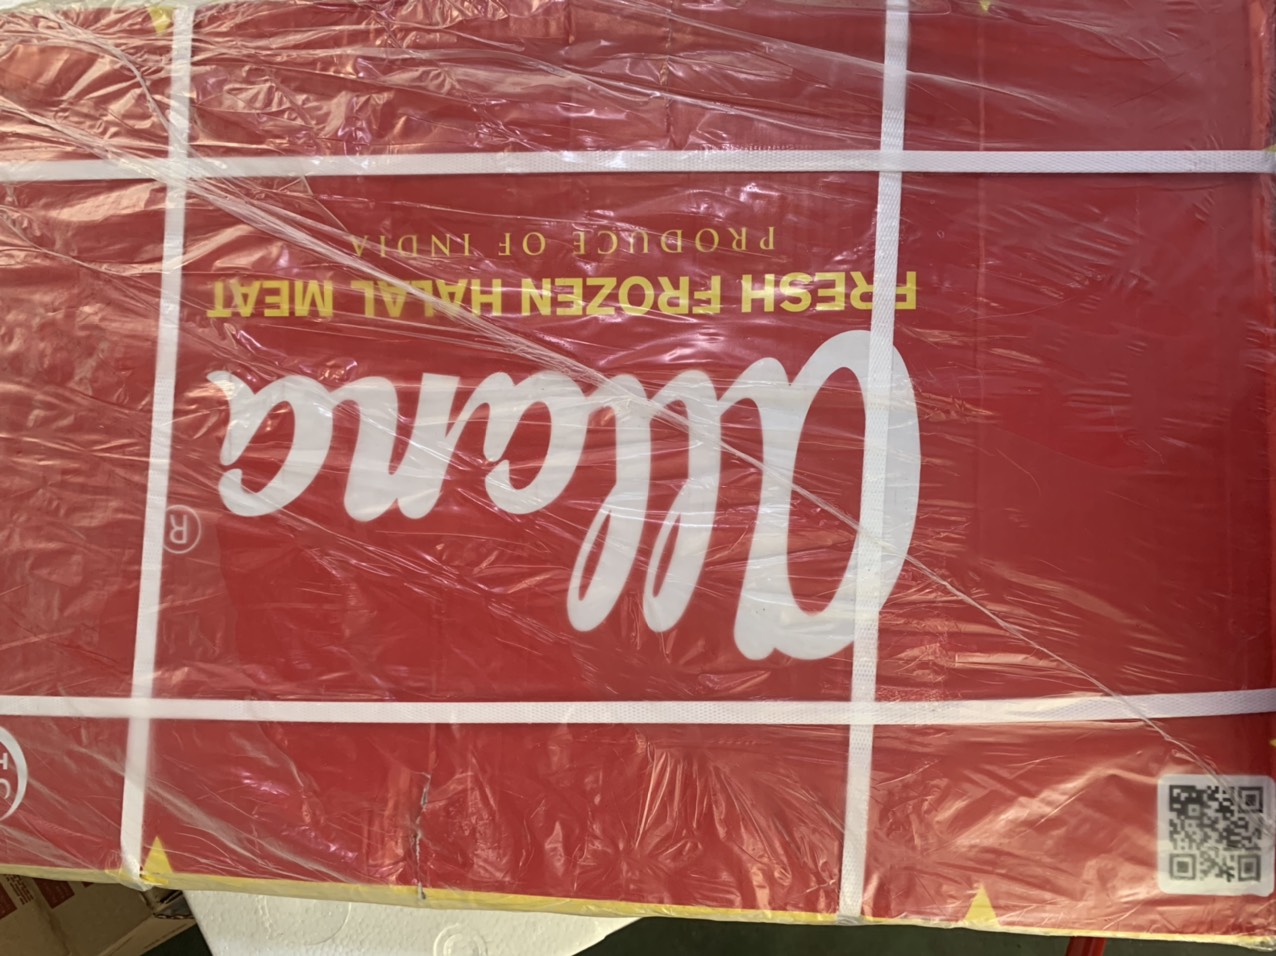 allana
®
FRESH FROZEN HALAL MEAT
PRODUCE OF INDIA